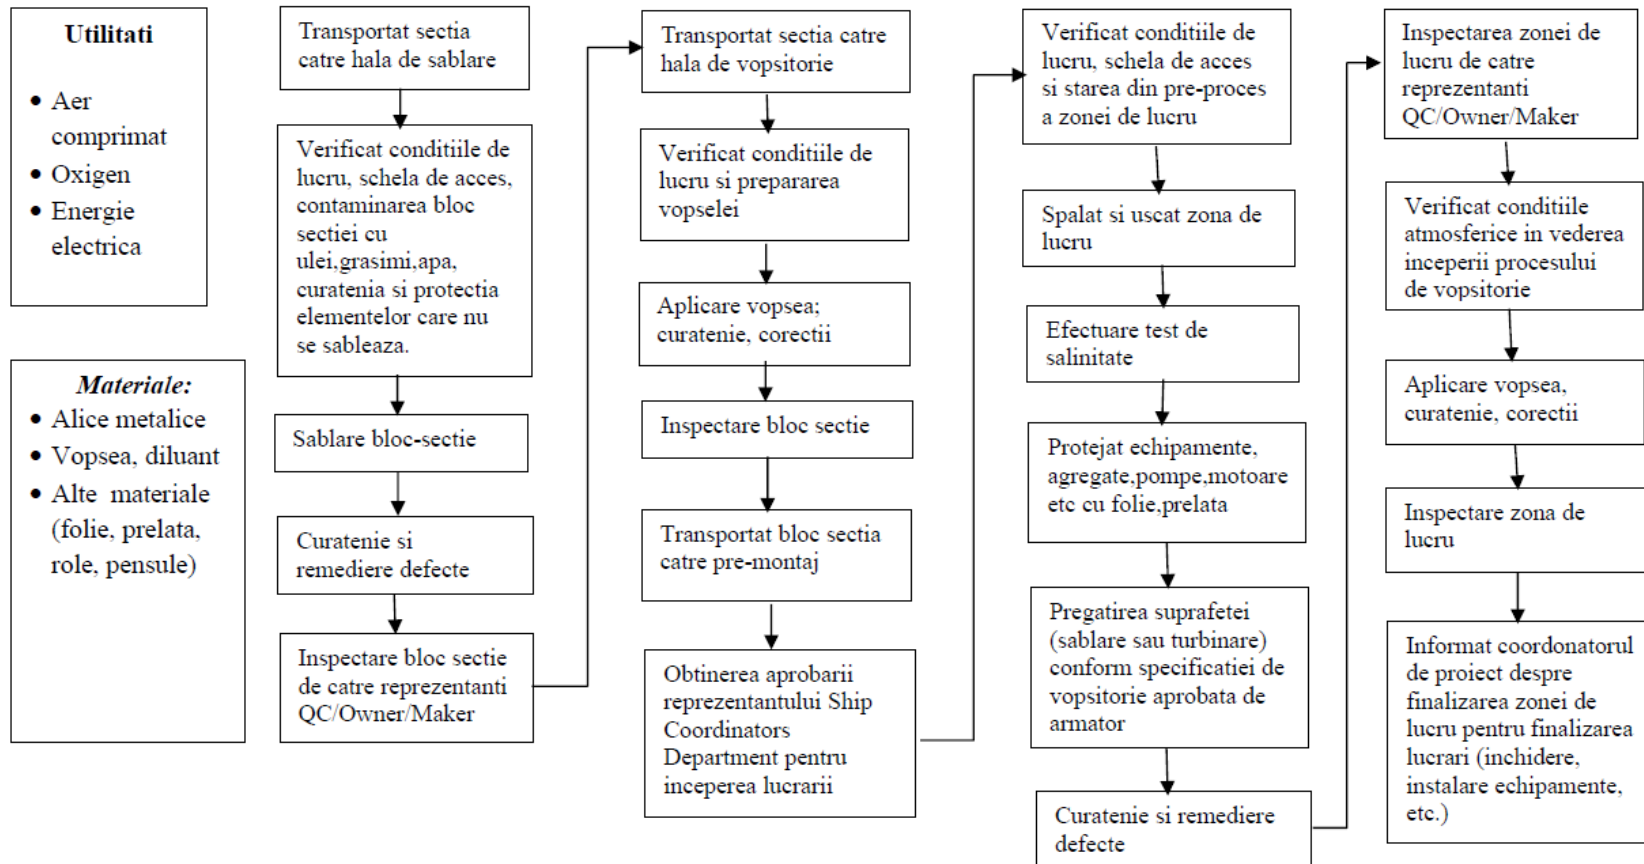 Utilitati
• Aer
comprimat
• Oxigen
• Energie
electrica
Materiale:
• Alice metalice
• Vopsea, diluant
• Alte materiale
(folie, prelata,
role, pensule)
Transportat sectia
catre hala de sablare
Verificat conditiile de
lucru, schela de acces,
contaminarea bloc
sectiei cu
ulei,grasimi,apa,
curatenia si protectia
elementelor care nu
se sableaza.
Sablare bloc-sectie
Curatenie si
remediere defecte
Inspectare bloc sectie
de catre reprezentanti
QC/Owner/Maker
Transportat sectia catre
hala de vopsitorie
Verificat conditiile de
lucru si prepararea
vopselei
Aplicare vopsea;
curatenie, corectii
Inspectare bloc sectie
Transportat bloc sectia
catre pre-montaj
Obtinerea aprobarii
reprezentantului Ship
Coordinators
Department pentru
inceperea lucrarii
Verificat conditiile de
lucru, schela de acces
si starea din pre-proces
a zonei de lucru
Spalat si uscat zona de
lucru
Efectuare test de
salinitate
Protejat echipamente,
agregate,pompe,motoare
etc cu folie,prelata
Pregatirea suprafetei
(sablare sau turbinare)
conform specificatiei de
vopsitorie aprobata de
armator
Curatenie si remediere
defecte
Inspectarea zonei de
lucru de catre
reprezentanti
QC/Owner/Maker
Verificat conditiile
atmosferice in vederea
inceperii procesului
de vopsitorie
Aplicare vopsea,
curatenie, corectii
Inspectare zona de
lucru
Informat coordonatorul
de proiect despre
finalizarea zonei de
lucru pentru finalizarea
lucrari (inchidere,
instalare echipamente,
etc.)